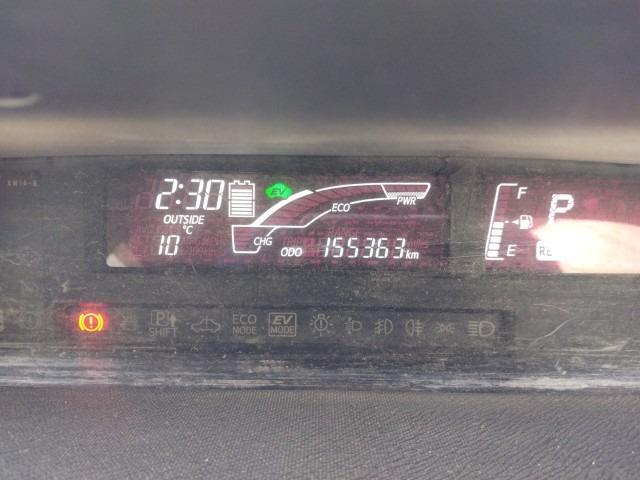 2:30
EV
OUTSIDE
°C
10
CHG
ECO
PWR
ODO 155363 km
F
E
P
P
SHIFT
ECO
MODE
EV
MODE